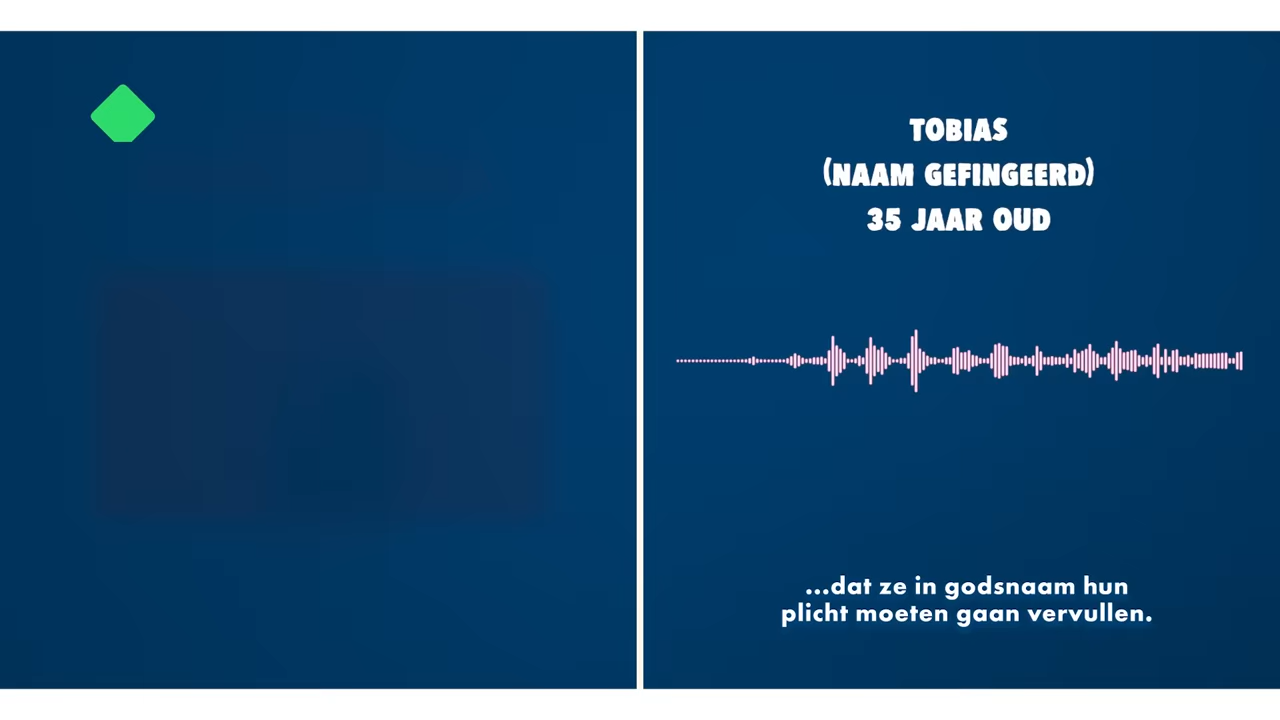 TOBIAS
(NAAM GEFINGEERD)
35 JAAR OUD
...dat ze in godsnaam hun
plicht moeten gaan vervullen.